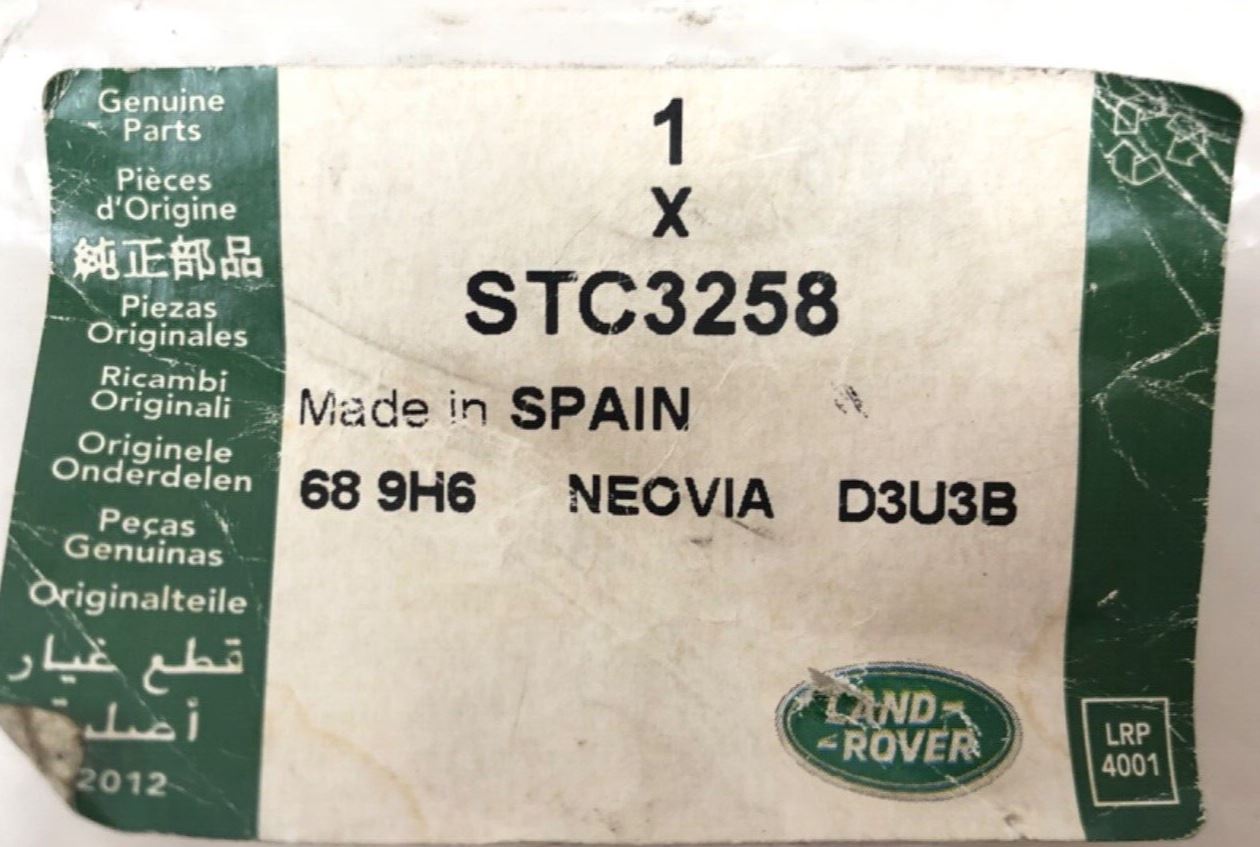 Genuine
Parts
Pièces
d'Origine
純正部品
Piezas
Originales
Ricambi
Originali
Originele
Onderdelen
Peças
Genuinas
Originalteile
قطع غيار
أصلية
2012
1
X
STC3258
Made in SPAIN
68 9H6 NEOVIA D3U3B
LAND-
-ROVER
LRP
4001